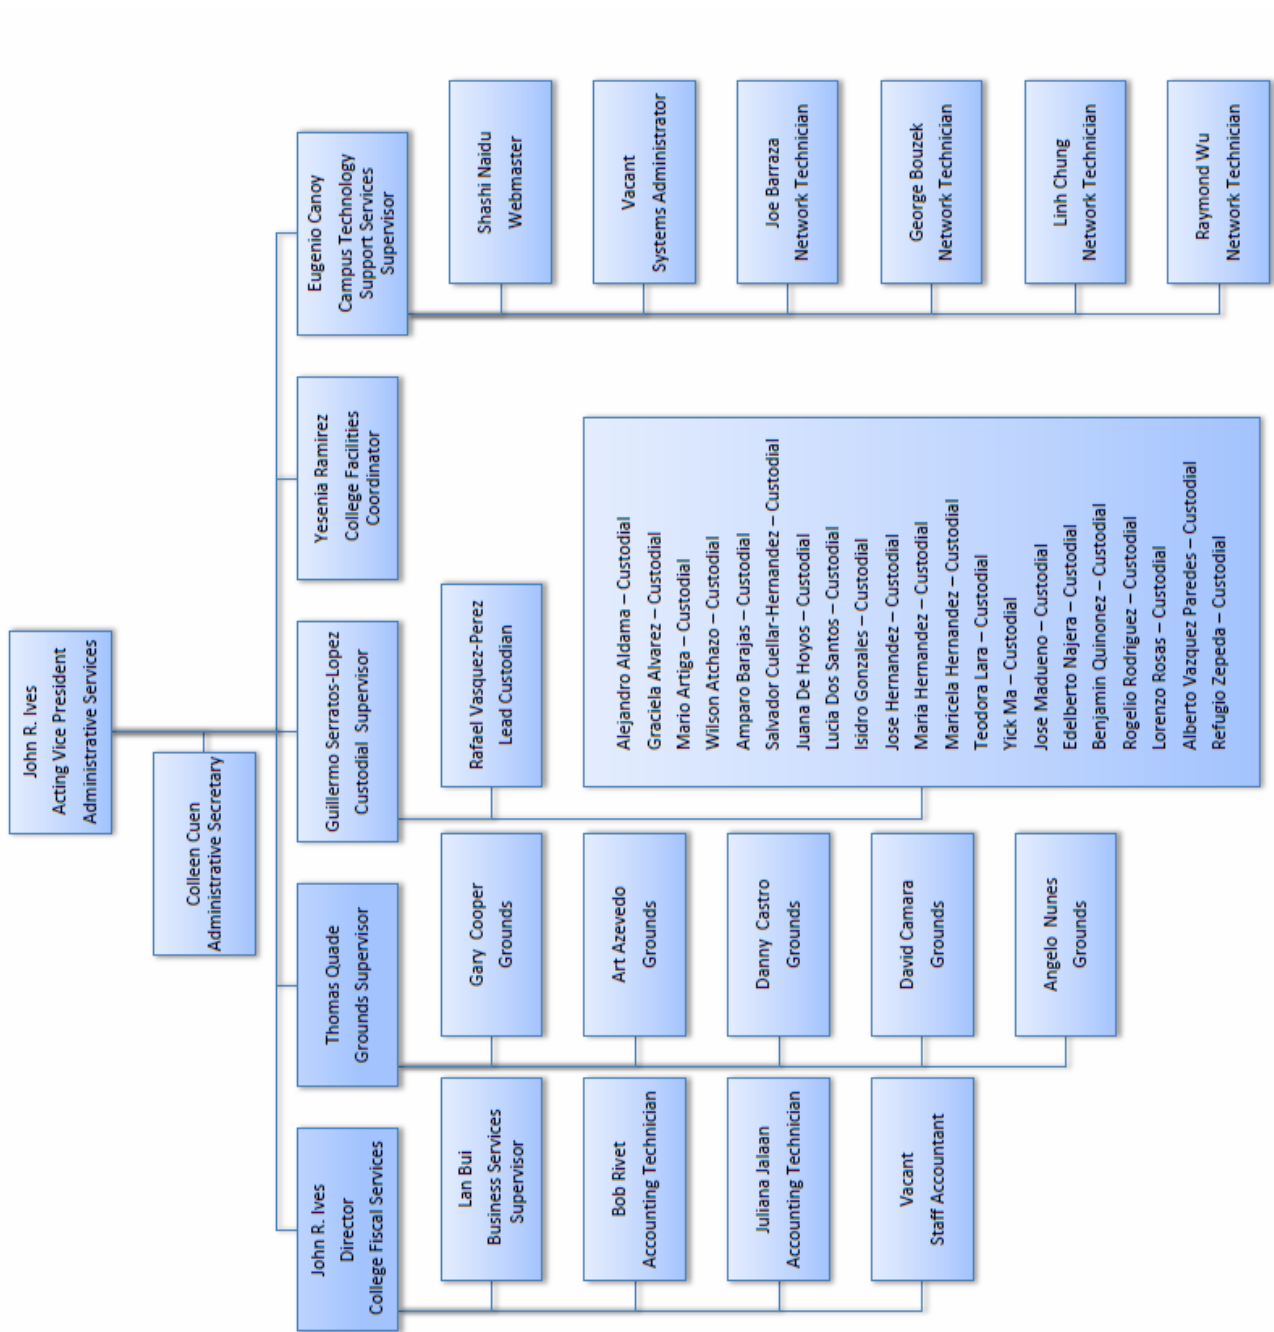 John R. Ives
Acting Vice President
Administrative Services
Colleen Cuen
Administrative Secretary
John R. Ives
Director
College Fiscal Services
Lan Bui
Business Services
Supervisor
Bob Rivet
Accounting Technician
Juliana Jalaan
Accounting Technician
Vacant
Staff Accountant
Thomas Quade
Grounds Supervisor
Gary Cooper
Grounds
Art Azevedo
Grounds
Danny Castro
Grounds
David Camara
Grounds
Angelo Nunes
Grounds
Guillermo Serratos-Lopez
Custodial Supervisor
Rafael Vasquez-Perez
Lead Custodian
Alejandro Aldama – Custodial
Graciela Alvarez – Custodial
Mario Artiga – Custodial
Wilson Atchazo – Custodial
Amparo Barajas – Custodial
Salvador Cuellar-Hernandez – Custodial
Juana De Hoyos – Custodial
Lucia Dos Santos – Custodial
Isidro Gonzales – Custodial
Jose Hernandez – Custodial
Maria Hernandez – Custodial
Maricela Hernandez – Custodial
Teodora Lara – Custodial
Yick Ma – Custodial
Jose Madueno – Custodial
Edelberto Najera – Custodial
Benjamin Quinonez – Custodial
Rogelio Rodriguez – Custodial
Lorenzo Rosas – Custodial
Alberto Vazquez Paredes – Custodial
Refugio Zepeda – Custodial
Yesenia Ramirez
College Facilities
Coordinator
Eugenio Canoy
Campus Technology
Support Services
Supervisor
Shashi Naidu
Webmaster
Vacant
Systems Administrator
Joe Barraza
Network Technician
George Bouzek
Network Technician
Linh Chung
Network Technician
Raymond Wu
Network Technician